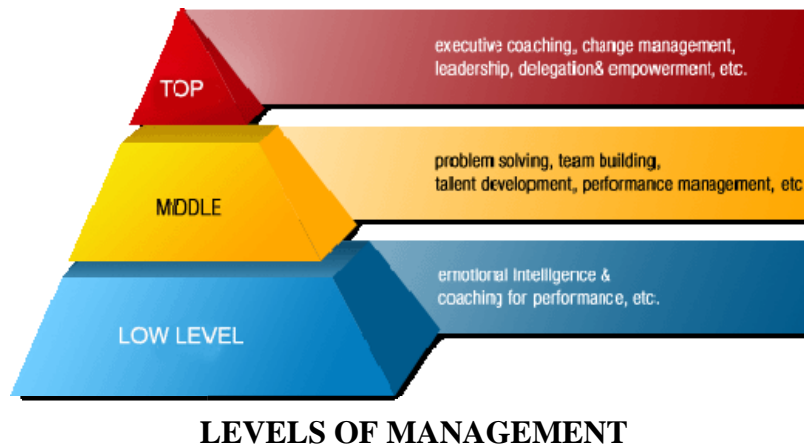 TOP
executive coaching, change management,
leadership, delegation& empowerment, etc.
MIDDLE
problem solving, team building,
talent development, performance management, etc
LOW LEVEL
emotional intelligence &
coaching for performance, etc.
LEVELS OF MANAGEMENT